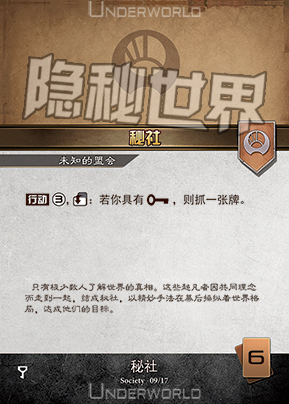 UNDERWORLD
隐秘世界
秘社
未知的盟会
行动 3, : 若你具有 , 则抓一张牌。
只有极少数人了解世界的真相。这些超凡者因共同理念
而走到一起，结成秘社，以精妙手法在幕后操纵着世界格
局，达成他们的目标。
6
秘社
Society 09/17
UNDERWORLD